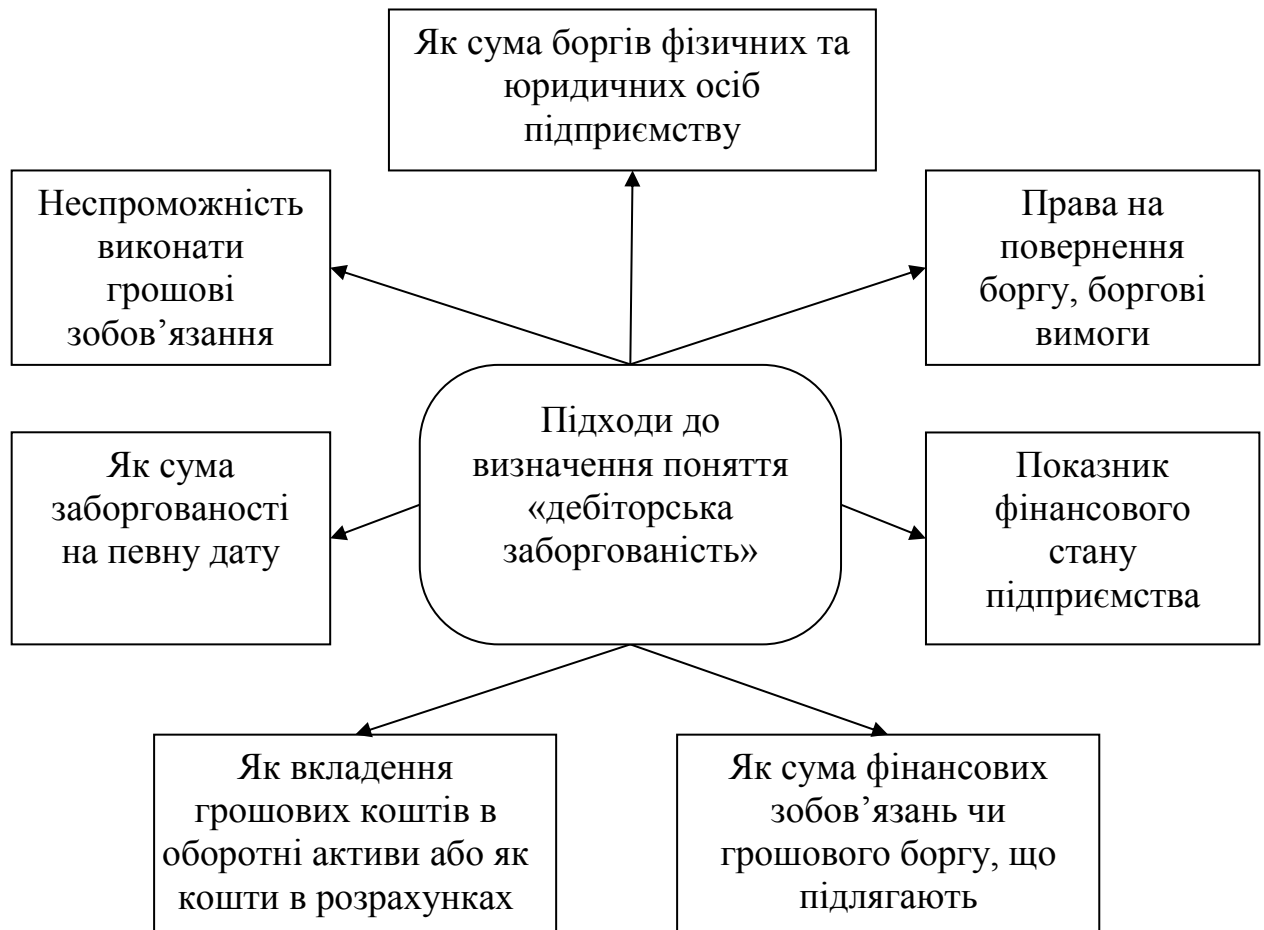 Як сума боргів фізичних та
юридичних осіб
підприємству
Неспроможність
виконати
грошові
зобов’язання
Права на
повернення
боргу, боргові
вимоги
Підходи до
визначення поняття
«дебіторська
заборгованість»
Як сума
заборгованості
на певну дату
Показник
фінансового
стану
підприємства
Як вкладення
грошових коштів в
оборотні активи або як
кошти в розрахунках
Як сума фінансових
зобов’язань чи
грошового боргу, що
підлягають